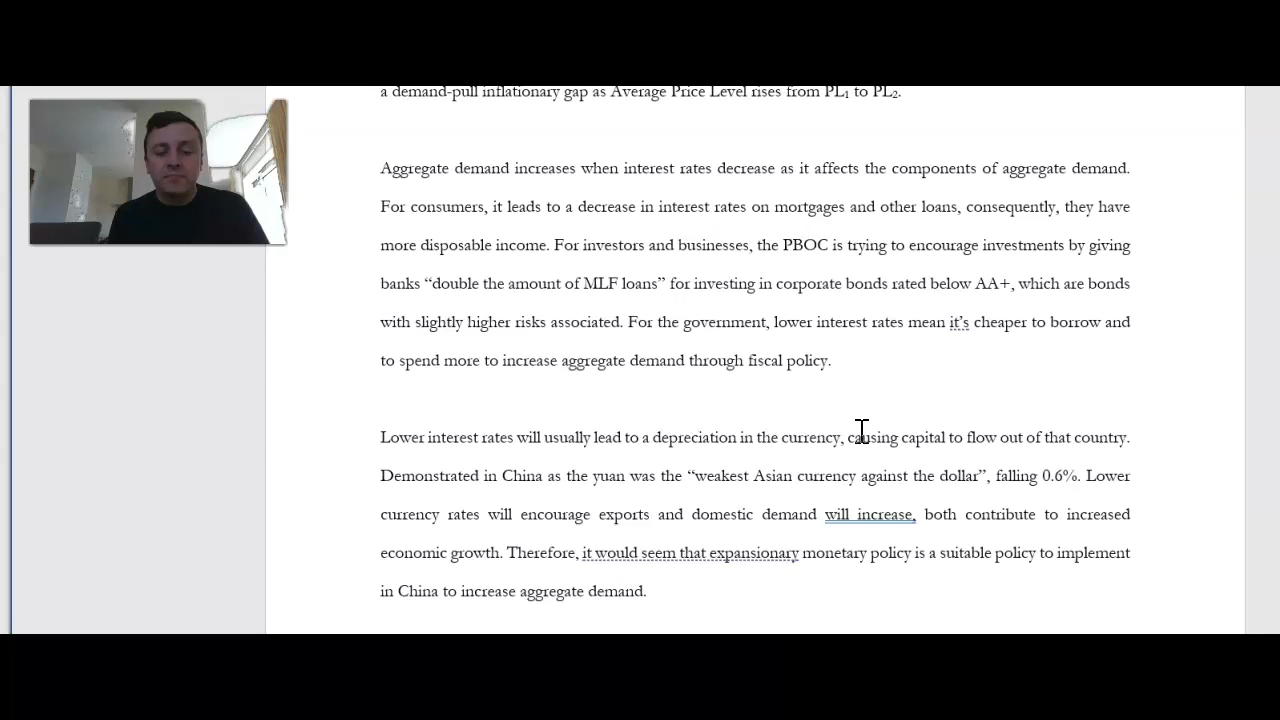 a demand-pull inflationary gap as Average Price Level rises from PL₁ to PL₂.
Aggregate demand increases when interest rates decrease as it affects the components of aggregate demand.
For consumers, it leads to a decrease in interest rates on mortgages and other loans, consequently, they have
more disposable income. For investors and businesses, the PBOC is trying to encourage investments by giving
banks “double the amount of MLF loans” for investing in corporate bonds rated below AA+, which are bonds
with slightly higher risks associated. For the government, lower interest rates mean it’s cheaper to borrow and
to spend more to increase aggregate demand through fiscal policy.
Lower interest rates will usually lead to a depreciation in the currency, causing capital to flow out of that country.
Demonstrated in China as the yuan was the “weakest Asian currency against the dollar”, falling 0.6%. Lower
currency rates will encourage exports and domestic demand will increase, both contribute to increased
economic growth. Therefore, it would seem that expansionary monetary policy is a suitable policy to implement
in China to increase aggregate demand.